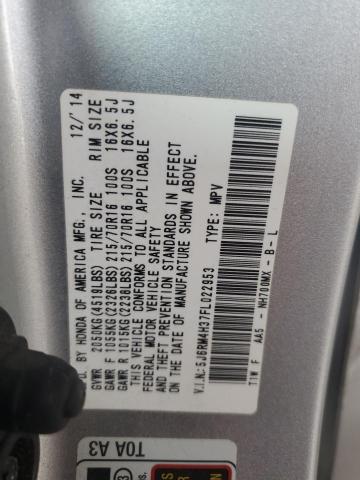 D. BY HONDA OF AMERICA MFG., INC. 12/'14
GVWR 2050KG(4519LBS) TIRE SIZE RIM SIZE
GAWR F 1055KG(2326LBS)215/70R16 100S 16X6.5J
GAWR R 1015KG(2238LBS)215/70R16 100S 16X6.5J
THIS VEHICLE CONFORMS TO ALL APPLICABLE
FEDERAL MOTOR VEHICLE SAFETY
AND THEFT PREVENTION STANDARDS IN EFFECT
ON THE DATE OF MANUFACTURE SHOWN ABOVE.
V.I.N.:5J6RM4H37FL022953 TYPE: MPV
T1W F AA5 - NH700MX - B - L
T0A A3